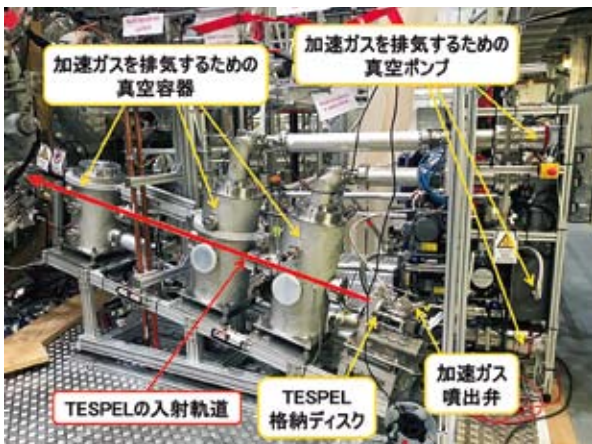 加速ガスを排気するための
真空容器
加速ガスを排気するための
真空ポンプ
TESPELの入射軌道
TESPEL
格納ディスク
加速ガス
噴出弁